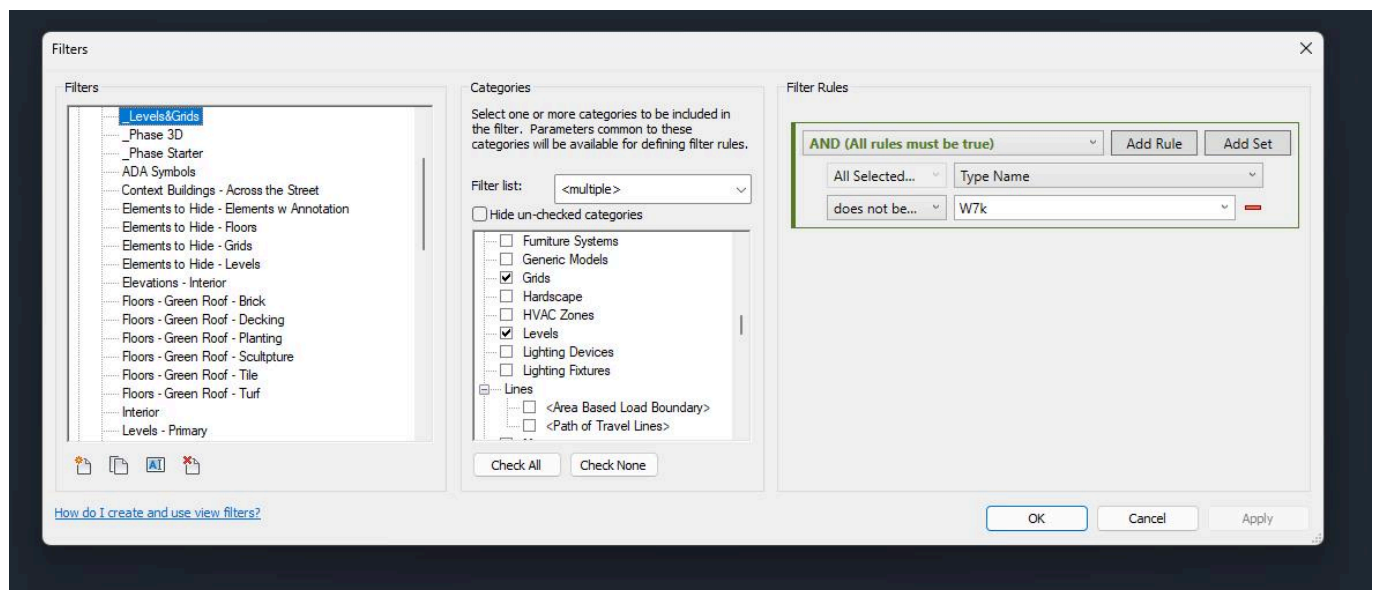 Filters
Filters
_Levels&Grids
_Phase 3D
_Phase Starter
ADA Symbols
Context Buildings - Across the Street
Elements to Hide - Elements w Annotation
Elements to Hide - Floors
Elements to Hide - Grids
Elements to Hide - Levels
Elevations - Interior
Floors - Green Roof - Brick
Floors - Green Roof - Decking
Floors - Green Roof - Planting
Floors - Green Roof - Scultpture
Floors - Green Roof - Tile
Floors - Green Roof - Turf
Interior
Levels - Primary
How do I create and use view filters?
Categories
Select one or more categories to be included in
the filter. Parameters common to these
categories will be available for defining filter rules.
Filter list: <multiple>
Hide un-checked categories
Furniture Systems
Generic Models
Grids
Hardscape
HVAC Zones
Levels
Lighting Devices
Lighting Fixtures
Lines
<Area Based Load Boundary>
<Path of Travel Lines>
Check All Check None
Filter Rules
AND (All rules must be true) Add Rule Add Set
All Selected... Type Name
does not be... W7k
OK Cancel Apply